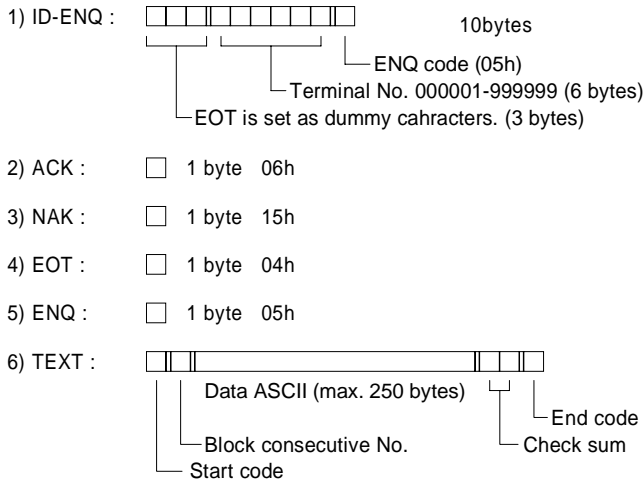 1) ID-ENQ : 10bytes
ENQ code (05h)
Terminal No. 000001-999999 (6 bytes)
EOT is set as dummy cahracters. (3 bytes)
2) ACK : 1 byte 06h
3) NAK : 1 byte 15h
4) EOT : 1 byte 04h
5) ENQ : 1 byte 05h
6) TEXT :
Data ASCII (max. 250 bytes)
End code
Block consecutive No. Check sum
Start code